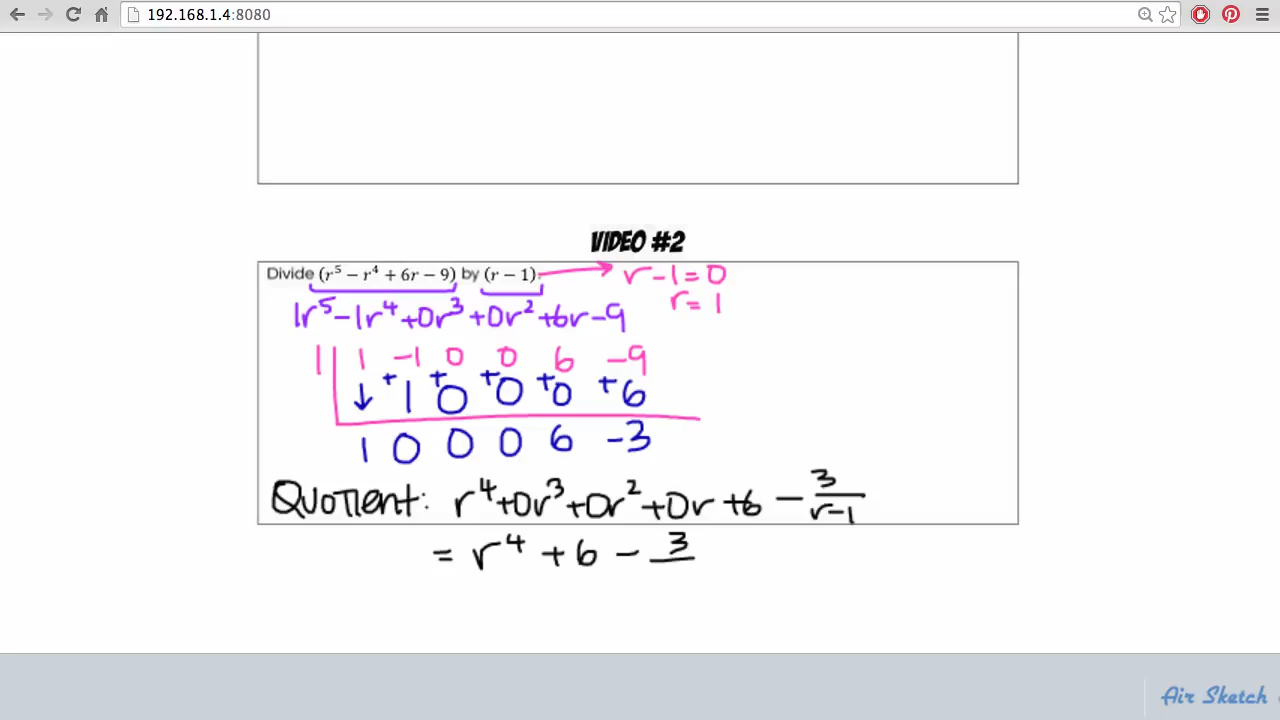 192.168.1.4:8080
VIDEO #2
Divide (r⁵ − r⁴ + 6r − 9) by (r − 1). r-1=0
r=1
1r⁵-1r⁴+0r³+0r²+6r-9
1 1 -1 0 0 6 -9
↓ +1 +0 +0 +0 +6
1 0 0 0 6 -3
QUOTIENT: r⁴+0r³+0r²+0r+6 - 3/(r-1)
= r⁴ + 6 - 3/
Air Sketch